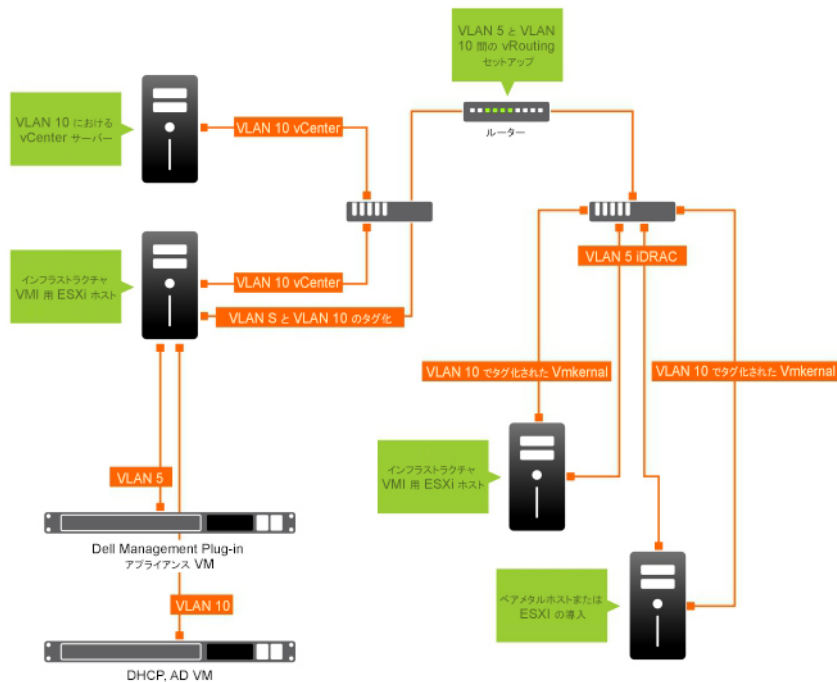 VLAN 5 と VLAN
10 間の vRouting
セットアップ
ルーター
VLAN 10 における
vCenter サーバー
VLAN 10 vCenter
インフラストラクチャ
VMI 用 ESXi ホスト
VLAN 10 vCenter
VLAN S と VLAN 10 のタグ化
VLAN 5 iDRAC
VLAN 10 でタグ化された Vmkernal
VLAN 10 でタグ化された Vmkernal
インフラストラクチャ
VMI 用 ESXi ホスト
VLAN 5
Dell Management Plug-in
アプライアンス VM
VLAN 10
DHCP, AD VM
ベアメタルホストまたは
ESXI の導入